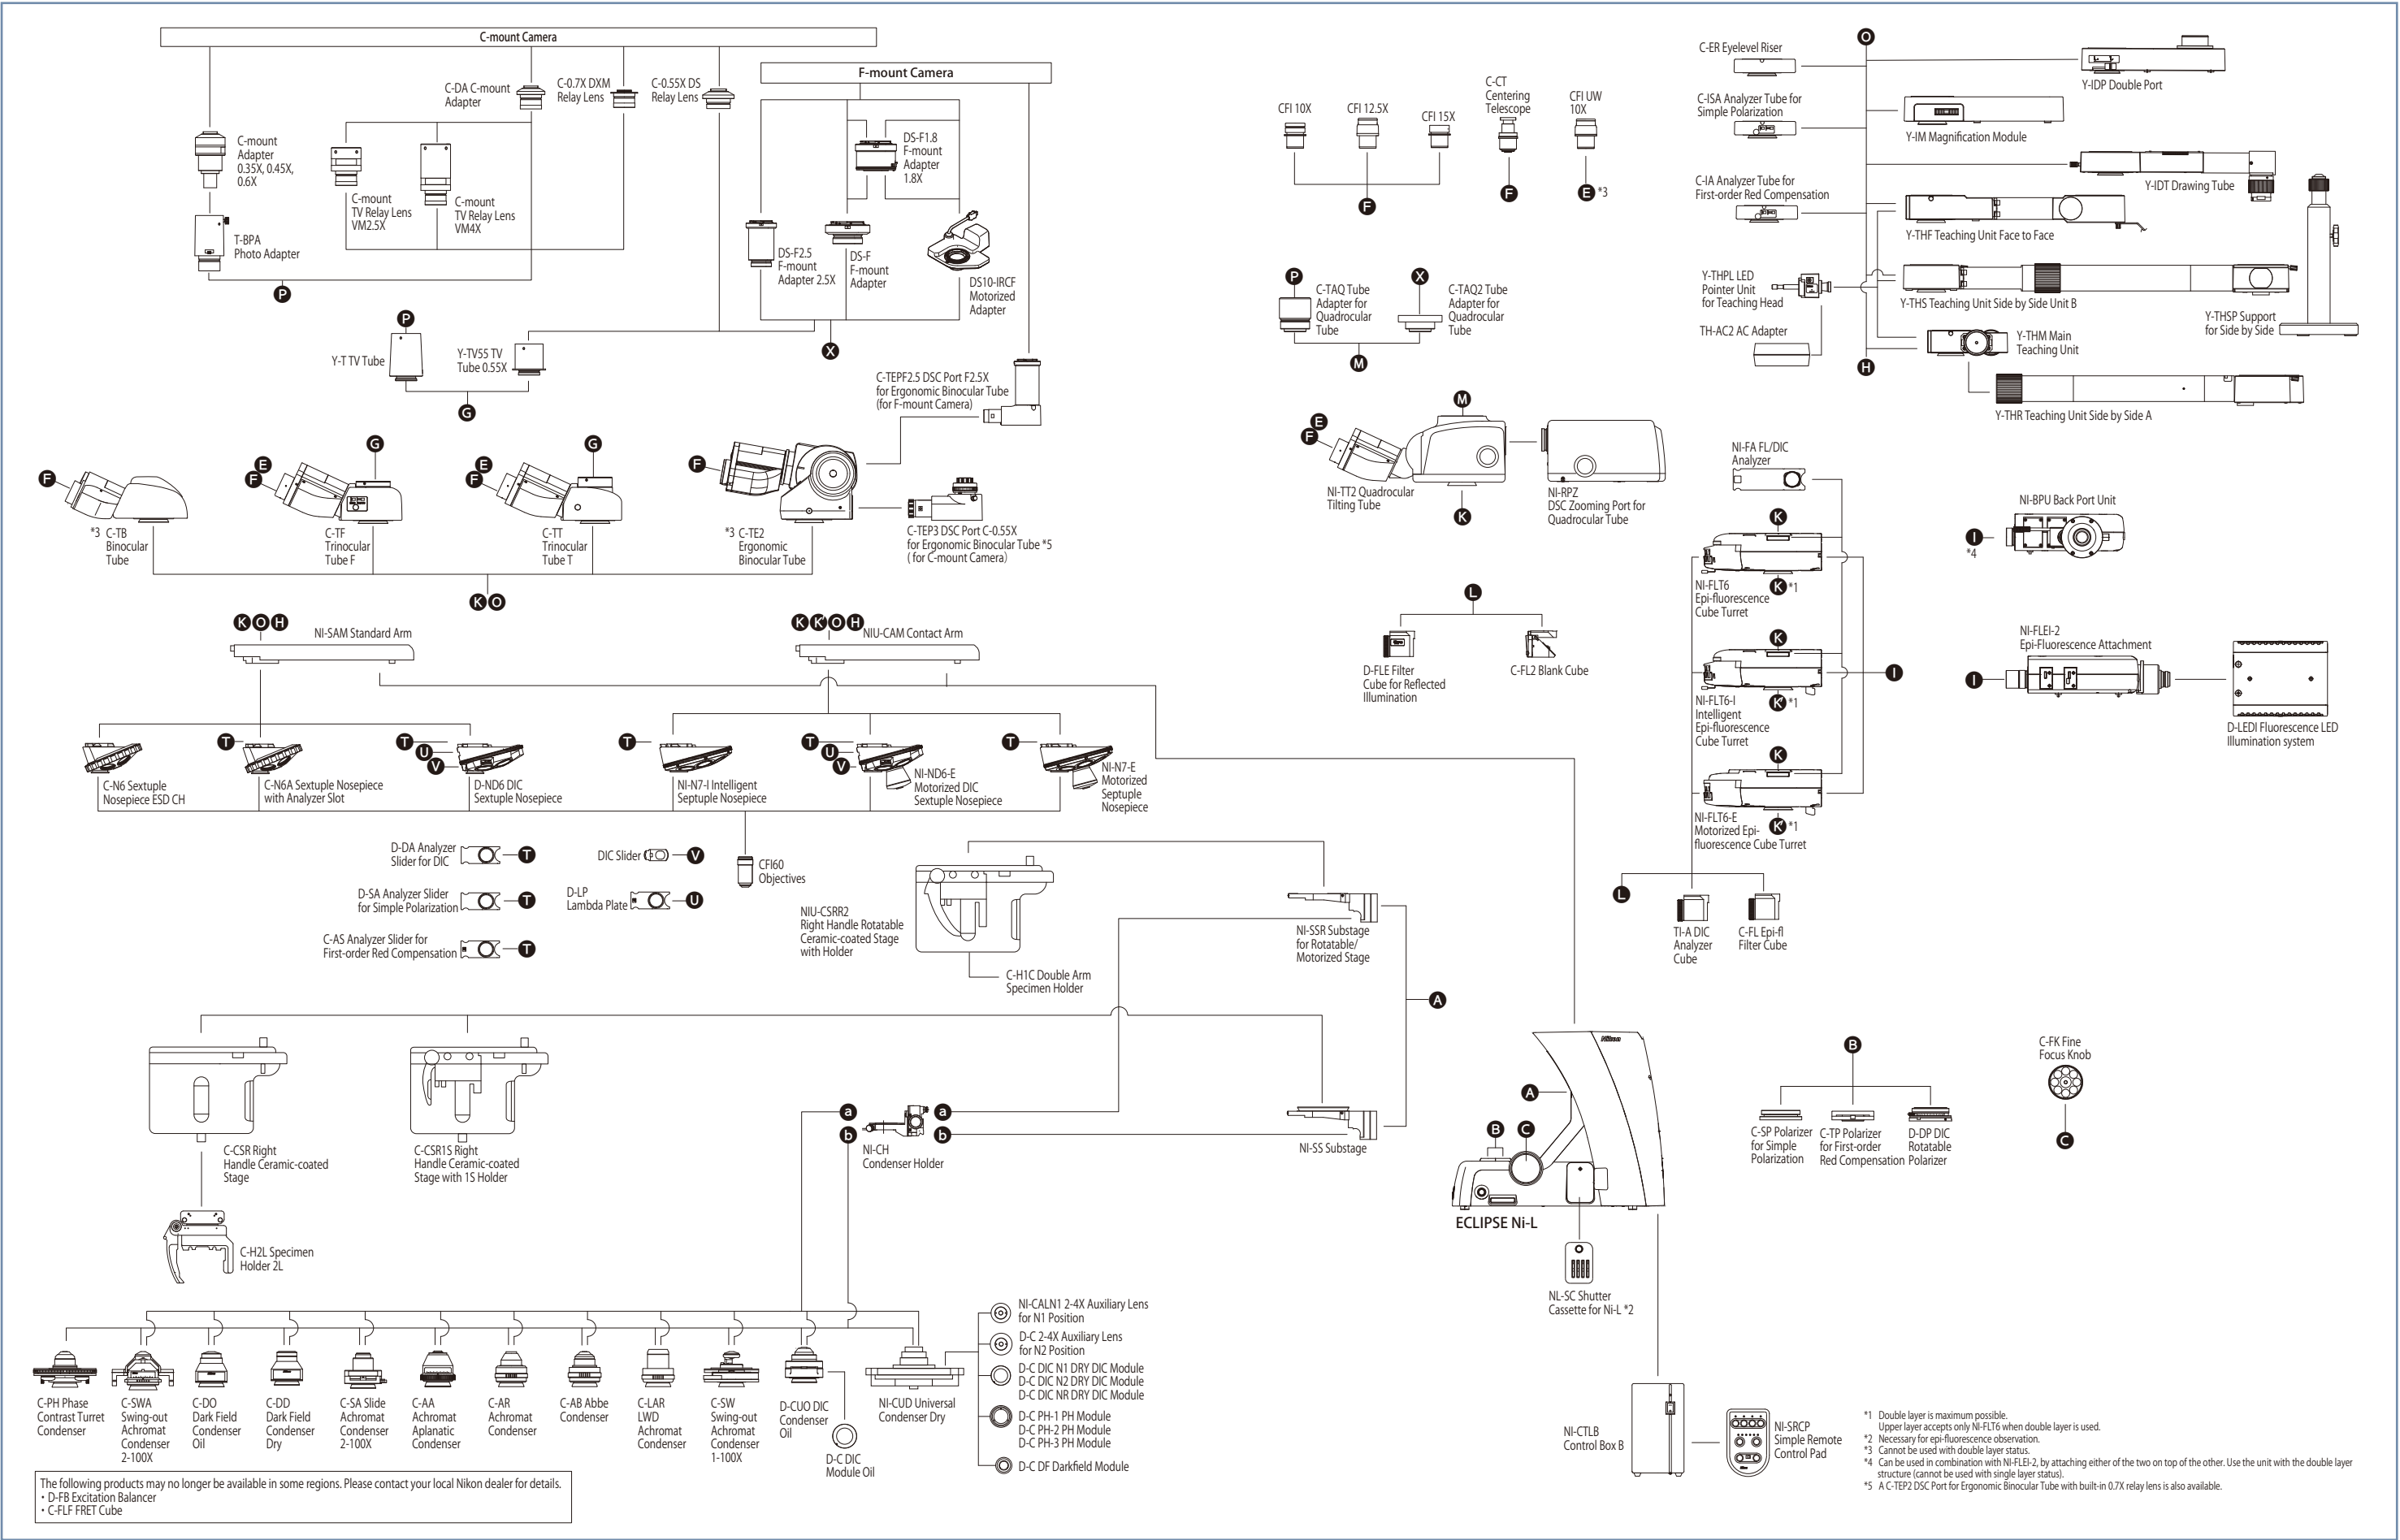 C-mount Camera
F-mount Camera
C-DA C-mount
Adapter
C-0.7X DXM
Relay Lens
C-0.55X DS
Relay Lens
C-mount
Adapter
0.35X, 0.45X,
0.6X
C-mount
TV Relay Lens
VM2.5X
C-mount
TV Relay Lens
VM4X
T-BPA
Photo Adapter
P
DS-F1.8
F-mount
Adapter
1.8X
DS-F2.5
F-mount
Adapter 2.5X
DS-F
F-mount
Adapter
DS10-IRCF
Motorized
Adapter
X
P
Y-T TV Tube
Y-TV55 TV
Tube 0.55X
G
C-TEPF2.5 DSC Port F2.5X
for Ergonomic Binocular Tube
(for F-mount Camera)
F
*3 C-TB
Binocular
Tube
E
F
G
C-TF
Trinocular
Tube F
E
F
G
C-TT
Trinocular
Tube T
F
*3 C-TE2
Ergonomic
Binocular Tube
C-TEP3 DSC Port C-0.55X
for Ergonomic Binocular Tube *5
( for C-mount Camera)
K O
CFI 10X
CFI 12.5X
CFI 15X
F
C-CT
Centering
Telescope
F
CFI UW
10X
E *3
P
C-TAQ Tube
Adapter for
Quadrocular
Tube
X
C-TAQ2 Tube
Adapter for
Quadrocular
Tube
M
M
E
F
NI-TT2 Quadrocular
Tilting Tube
K
NI-RPZ
DSC Zooming Port for
Quadrocular Tube
O
C-ER Eyelevel Riser
Y-IDP Double Port
C-ISA Analyzer Tube for
Simple Polarization
Y-IM Magnification Module
Y-IDT Drawing Tube
C-IA Analyzer Tube for
First-order Red Compensation
Y-THF Teaching Unit Face to Face
Y-THPL LED
Pointer Unit
for Teaching Head
Y-THS Teaching Unit Side by Side Unit B
TH-AC2 AC Adapter
Y-THM Main
Teaching Unit
Y-THSP Support
for Side by Side
H
Y-THR Teaching Unit Side by Side A
NI-FA FL/DIC
Analyzer
K
K' *1
NI-FLT6
Epi-fluorescence
Cube Turret
K
K' *1
NI-FLT6-I
Intelligent
Epi-fluorescence
Cube Turret
K
K' *1
NI-FLT6-E
Motorized Epi-
fluorescence Cube Turret
I
L
TI-A DIC
Analyzer
Cube
C-FL Epi-fl
Filter Cube
NI-BPU Back Port Unit
I
*4
NI-FLEI-2
Epi-Fluorescence Attachment
I
D-LEDI Fluorescence LED
Illumination system
L
D-FLE Filter
Cube for Reflected
Illumination
C-FL2 Blank Cube
K O H
NI-SAM Standard Arm
K K' O H
NIU-CAM Contact Arm
C-N6 Sextuple
Nosepiece ESD CH
T
C-N6A Sextuple Nosepiece
with Analyzer Slot
T
U
V
D-ND6 DIC
Sextuple Nosepiece
T
NI-N7-I Intelligent
Septuple Nosepiece
T
U
V
NI-ND6-E
Motorized DIC
Sextuple Nosepiece
T
NI-N7-E
Motorized
Septuple
Nosepiece
D-DA Analyzer
Slider for DIC
T
D-SA Analyzer Slider
for Simple Polarization
T
C-AS Analyzer Slider for
First-order Red Compensation
T
DIC Slider
V
D-LP
Lambda Plate
U
CFI60
Objectives
NIU-CSRR2
Right Handle Rotatable
Ceramic-coated Stage
with Holder
C-H1C Double Arm
Specimen Holder
NI-SSR Substage
for Rotatable/
Motorized Stage
A
NI-SS Substage
C-CSR Right
Handle Ceramic-coated
Stage
C-CSR1S Right
Handle Ceramic-coated
Stage with 1S Holder
C-H2L Specimen
Holder 2L
a
b
a
b
NI-CH
Condenser Holder
Nikon
A
B
C
ECLIPSE Ni-L
NL-SC Shutter
Cassette for Ni-L *2
B
C-SP Polarizer
for Simple
Polarization
C-TP Polarizer
for First-order
Red Compensation
D-DP DIC
Rotatable
Polarizer
C-FK Fine
Focus Knob
C
NI-CTLB
Control Box B
NI-SRCP
Simple Remote
Control Pad
C-PH Phase
Contrast Turret
Condenser
C-SWA
Swing-out
Achromat
Condenser
2-100X
C-DO
Dark Field
Condenser
Oil
C-DD
Dark Field
Condenser
Dry
C-SA Slide
Achromat
Condenser
2-100X
C-AA
Achromat
Aplanatic
Condenser
C-AR
Achromat
Condenser
C-AB Abbe
Condenser
C-LAR
LWD
Achromat
Condenser
C-SW
Swing-out
Achromat
Condenser
1-100X
D-CUO DIC
Condenser
Oil
D-C DIC
Module Oil
NI-CUD Universal
Condenser Dry
NI-CALN1 2-4X Auxiliary Lens
for N1 Position
D-C 2-4X Auxiliary Lens
for N2 Position
D-C DIC N1 DRY DIC Module
D-C DIC N2 DRY DIC Module
D-C DIC NR DRY DIC Module
D-C PH-1 PH Module
D-C PH-2 PH Module
D-C PH-3 PH Module
D-C DF Darkfield Module
The following products may no longer be available in some regions. Please contact your local Nikon dealer for details.
• D-FB Excitation Balancer
• C-FLF FRET Cube
*1 Double layer is maximum possible.
Upper layer accepts only NI-FLT6 when double layer is used.
*2 Necessary for epi-fluorescence observation.
*3 Cannot be used with double layer status.
*4 Can be used in combination with NI-FLEI-2, by attaching either of the two on top of the other. Use the unit with the double layer
structure (cannot be used with single layer status).
*5 A C-TEP2 DSC Port for Ergonomic Binocular Tube with built-in 0.7X relay lens is also available.